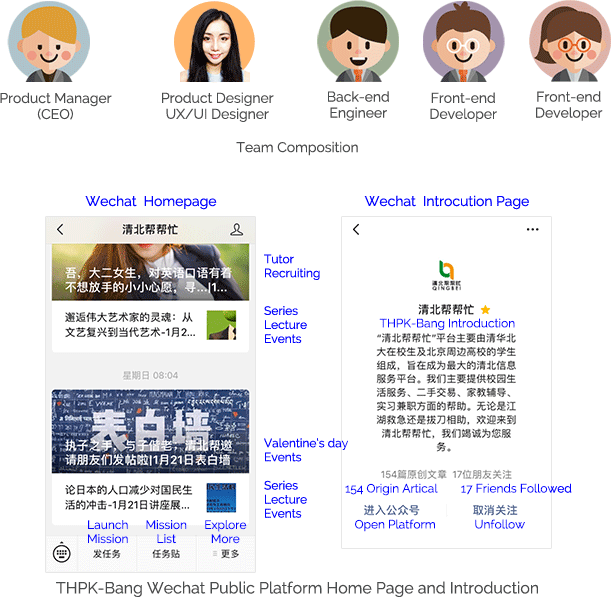 Product Manager
(CEO)
Product Designer
UX/UI Designer
Back-end
Engineer
Front-end
Developer
Front-end
Developer
Team Composition
Wechat Homepage
清北帮帮忙
吾，大二女生，对英语口语有着
不想放手的小小心愿，寻...|1...
邂逅伟大艺术家的灵魂：从
文艺复兴到当代艺术-1月2...
星期日 08:04
表白墙
执子之手，与子偕老，清北帮邀
请朋友们发帖啦|1月21日表白墙
论日本的人口减少对国民生
活的冲击-1月21日讲座展...
Launch
Mission
Mission
List
Explore
More
发任务
任务贴
≡ 更多
Tutor
Recruiting
Series
Lecture
Events
Valentine's day
Events
Series
Lecture
Events
Wechat Introcution Page
清北帮帮忙
QINGBEI
清北帮帮忙
THPK-Bang Introduction
“清北帮帮忙”平台主要由清华北
大在校生及北京周边高校的学生
组成，旨在成为最大的清北信息
服务平台。我们主要提供校园生
活服务、二手交易、家教辅导、
实习兼职方面的帮助。无论是江
湖救急还是拔刀相助，欢迎来到
清北帮帮忙，我们竭诚为您服
务。
154篇原创文章 17位朋友关注
154 Origin Artical 17 Friends Followed
进入公众号 取消关注
Open Platform Unfollow
THPK-Bang Wechat Public Platform Home Page and Introduction